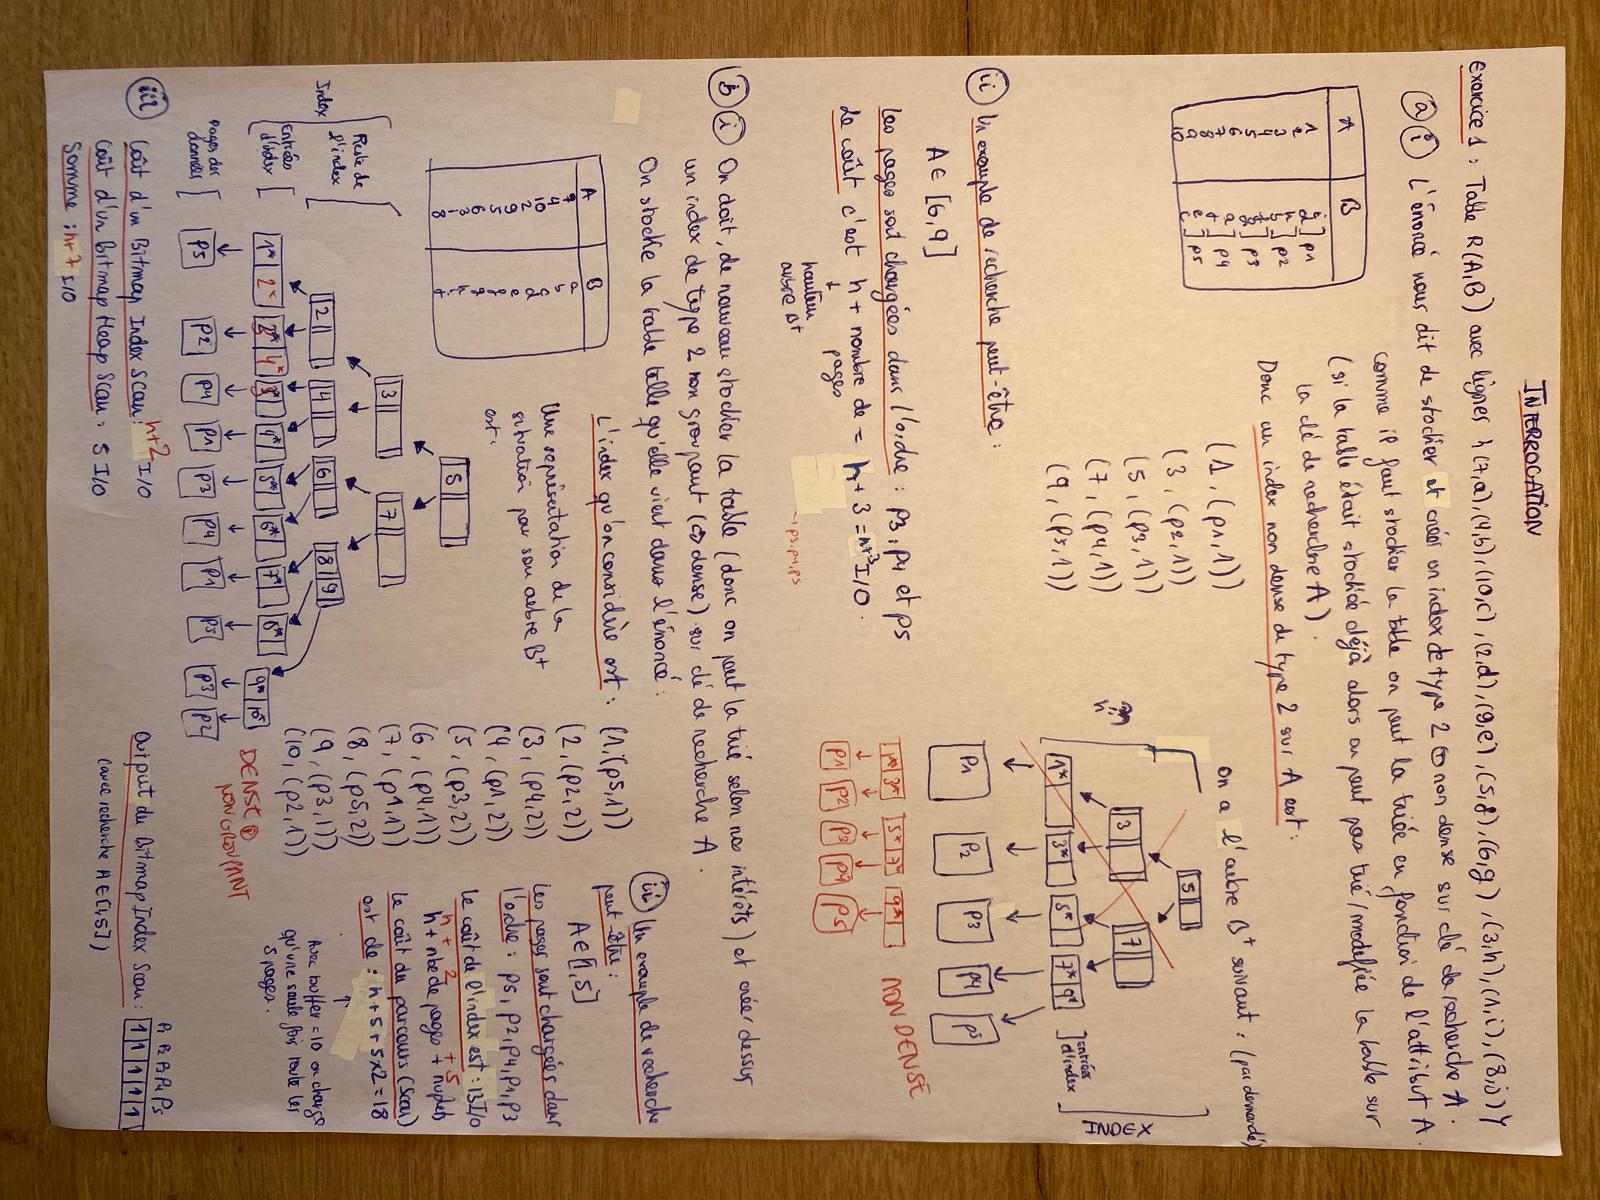 INTERROGATION
Exercice 1 : Table R(A,B) avec lignes {(7,a),(4,b),(10,c),(2,d),(9,e),(5,f),(6,g),(3,h),(1,i),(8,j)}
a i L'énoncé nous dit de stocker et créer un index de type 2 non dense sur clé de recherche A.
comme il faut stocker la table on peut la triée en fonction de l'attribut A.
(si la table était stockée déjà alors on peut pas trié/modifiée la table sur
la clé de recherche A).
Donc un index non dense de type 2 sur A est:
A B
1 i
2 d ] p1
3 h
4 b ] p2
5 f
6 g ] p3
7 a
8 ] p4
9 e
10 c ] p5
(1, (p1,1))
(3, (p2,1))
(5, (p3,1))
(7, (p4,1))
(9, (p5,1))
On a l'arbre B+ suivant : (par demandé)
5
3 7
1* 3* 5* 7* 9*
entrées d'index
INDEX
P1 P2 P3 P4 P5
1* 3* 5* 7* 9*
NON DENSE
p1 p2 p3 p4 p5
ii Un exemple de recherche peut-être :
A ∈ [6,9]
Les pages sont chargées dans l'ordre : p3, p4 et p5
Le coût c'est h + nombre de = h + 3 = h+3 I/O.
pages
hauteur
arbre B+
→ p3,p4,p5
b i On doit, de nouveau stocker la table (donc on peut la trié selon nos intérêts) et créer dessus
un index de type 2 non groupant (⇔ dense) sur clé de recherche A.
On stocke la table telle qu'elle vient dans l'énoncé:
A B
7 a
4 b
10 c
2 d
9 e
5
6 g
3 h
1 i
8 j
L'index qu'on considère est :
(1,(p5,1))
(2, (p2,2))
(3, (p4,2))
(4, (p1,2))
(5, (p3,2))
(6, (p4,1))
(7, (p1,1))
(8, (p5,2))
(9, (p3,1))
(10, (p2,1))
Une représentation de la
situation par son arbre B+
est.
5
3 7
2 4 6 8 9
1* 2* 3* 4* 4* 5* 6* 7* 8* 9* 10*
Index
Reste de
l'index
Entrées
d'index
Pages des
données
P5 P2 P4 P1 P3 P4 P1 P5 P3 P2
DENSE
NON GROUPANT
ii Un exemple de recherche
peut-être :
A∈[1,5]
Les pages sont chargées dans
l'ordre : p5, p2, p4, p1, p3
Le coût de l'index est : 13 I/O
h + 2 + 5
h + nbe de pages + nuplets
Le coût du parcours (Scan)
est de : h+5+5×2=18
Avec buffer =10 on charge
qu'une seule fois toute les
5 pages.
iii Coût d'un Bitmap Index Scan: h+2 I/O
Coût d'un Bitmap Heap Scan : 5 I/O
Somme : h+7 I/O
Output du Bitmap Index Scan :
P1 P2 P3 P4 P5
1 1 1 1 1
(avec recherche A∈[1,5])